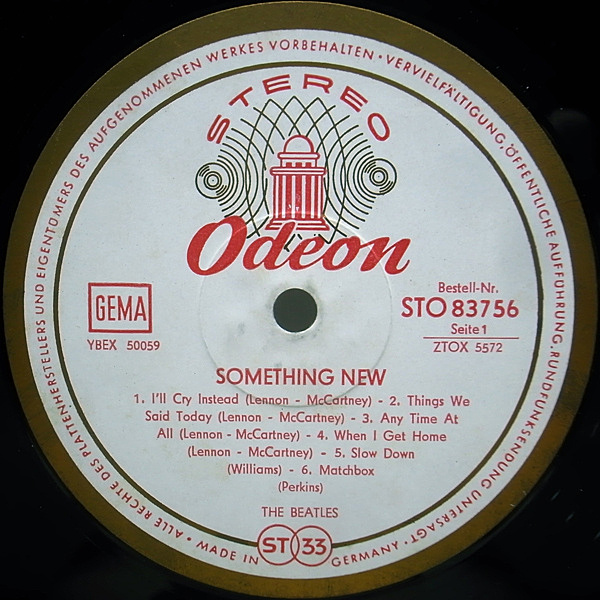 ALLE RECHTE DES PLATTENHERSTELLERS UND EIGENTÜMERS DES AUFGENOMMENEN WERKES VORBEHALTEN · VERVIELFÄLTIGUNG, ÖFFENTLICHE AUFFÜHRUNG, RUNDFUNKSENDUNG UNTERSAGT ·
STEREO
Odeon
GEMA
YBEX 50059
Bestell-Nr.
STO 83756
Seite 1
ZTOX 5572
SOMETHING NEW
1. I'll Cry Instead (Lennon - McCartney) - 2. Things We
Said Today (Lennon - McCartney) - 3. Any Time At
All (Lennon - McCartney) - 4. When I Get Home
(Lennon - McCartney) - 5. Slow Down
(Williams) - 6. Matchbox
(Perkins)
THE BEATLES
ST 33
MADE IN GERMANY